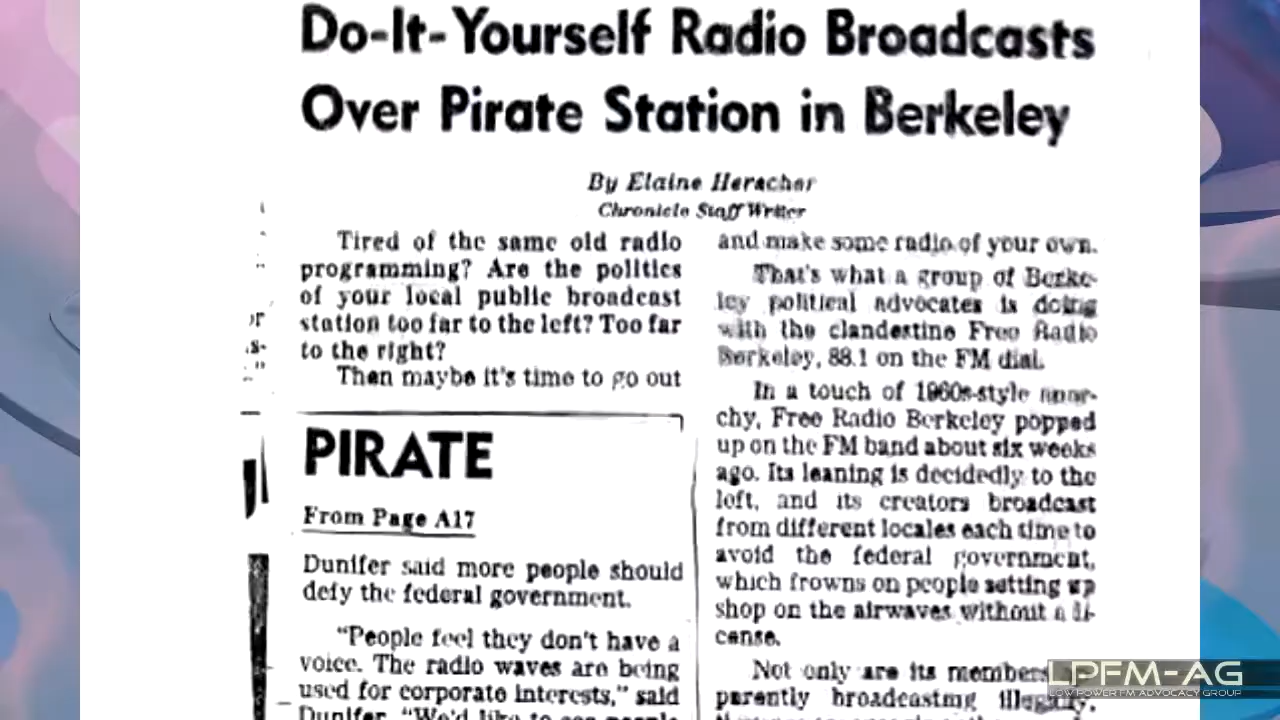 Do-It-Yourself Radio Broadcasts
Over Pirate Station in Berkeley
By Elaine Herscher
Chronicle Staff Writer
Tired of the same old radio
programming? Are the politics
of your local public broadcast
station too far to the left? Too far
to the right?
Then maybe it's time to go out
and make some radio of your own.
That's what a group of Berke-
ley political advocates is doing
with the clandestine Free Radio
Berkeley, 88.1 on the FM dial.
In a touch of 1960s-style anar-
chy, Free Radio Berkeley popped
up on the FM band about six weeks
ago. Its leaning is decidedly to the
left, and its creators broadcast
from different locales each time to
avoid the federal government,
which frowns on people setting up
shop on the airwaves without a li-
cense.
Not only are its members
parently broadcasting illegally,
PIRATE
From Page A17
Dunifer said more people should
defy the federal government.
"People feel they don't have a
voice. The radio waves are being
used for corporate interests," said
Dunifer. "We'd like to see people
or
s-
"
LPFM-AG
LOW POWER FM ADVOCACY GROUP